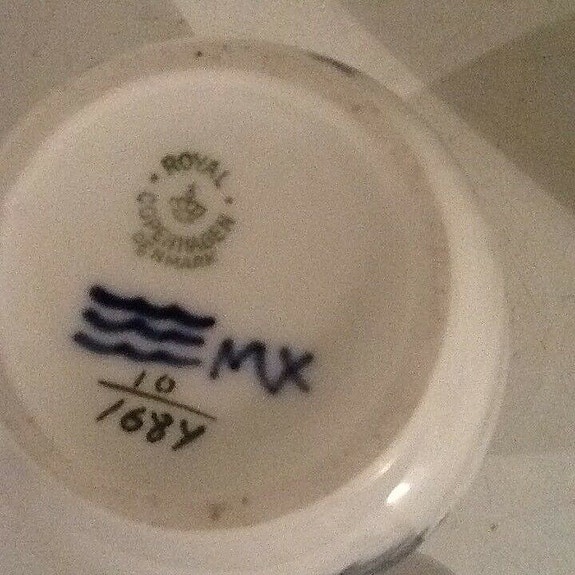 ROYAL
COPENHAGEN
DENMARK
MX
10
1684